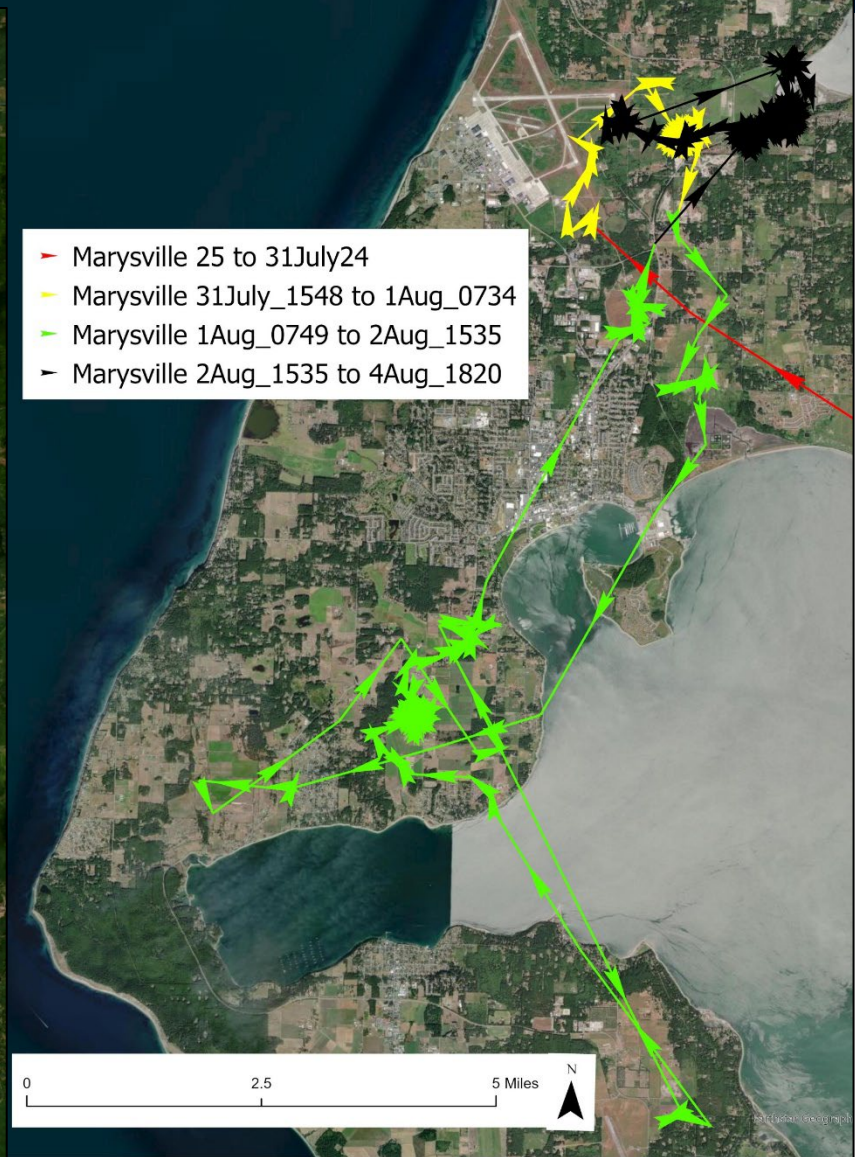 Marysville 25 to 31July24
Marysville 31July_1548 to 1Aug_0734
Marysville 1Aug_0749 to 2Aug_1535
Marysville 2Aug_1535 to 4Aug_1820
0 2.5 5 Miles
N